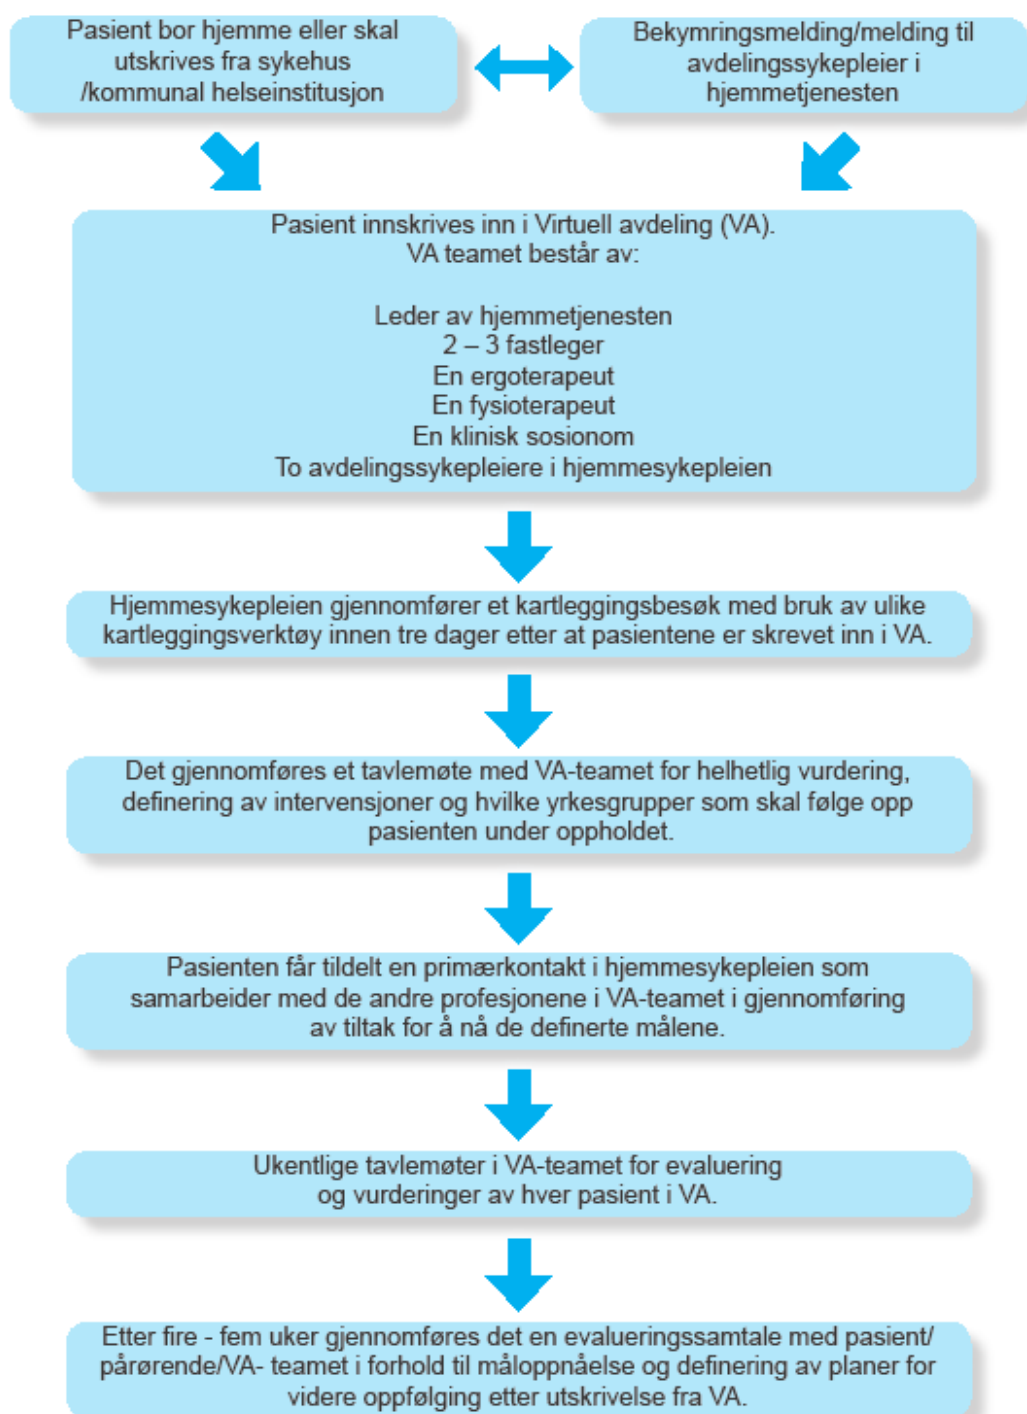 Pasient bor hjemme eller skal
utskrives fra sykehus
/kommunal helseinstitusjon
Bekymringsmelding/melding til
avdelingssykepleier i
hjemmetjenesten
Pasient innskrives inn i Virtuell avdeling (VA).
VA teamet består av:
Leder av hjemmetjenesten
2 – 3 fastleger
En ergoterapeut
En fysioterapeut
En klinisk sosionom
To avdelingssykepleiere i hjemmesykepleien
Hjemmesykepleien gjennomfører et kartleggingsbesøk med bruk av ulike
kartleggingsverktøy innen tre dager etter at pasientene er skrevet inn i VA.
Det gjennomføres et tavlemøte med VA-teamet for helhetlig vurdering,
definering av intervensjoner og hvilke yrkesgrupper som skal følge opp
pasienten under oppholdet.
Pasienten får tildelt en primærkontakt i hjemmesykepleien som
samarbeider med de andre profesjonene i VA-teamet i gjennomføring
av tiltak for å nå de definerte målene.
Ukentlige tavlemøter i VA-teamet for evaluering
og vurderinger av hver pasient i VA.
Etter fire - fem uker gjennomføres det en evalueringssamtale med pasient/
pårørende/VA- teamet i forhold til måloppnåelse og definering av planer for
videre oppfølging etter utskrivelse fra VA.